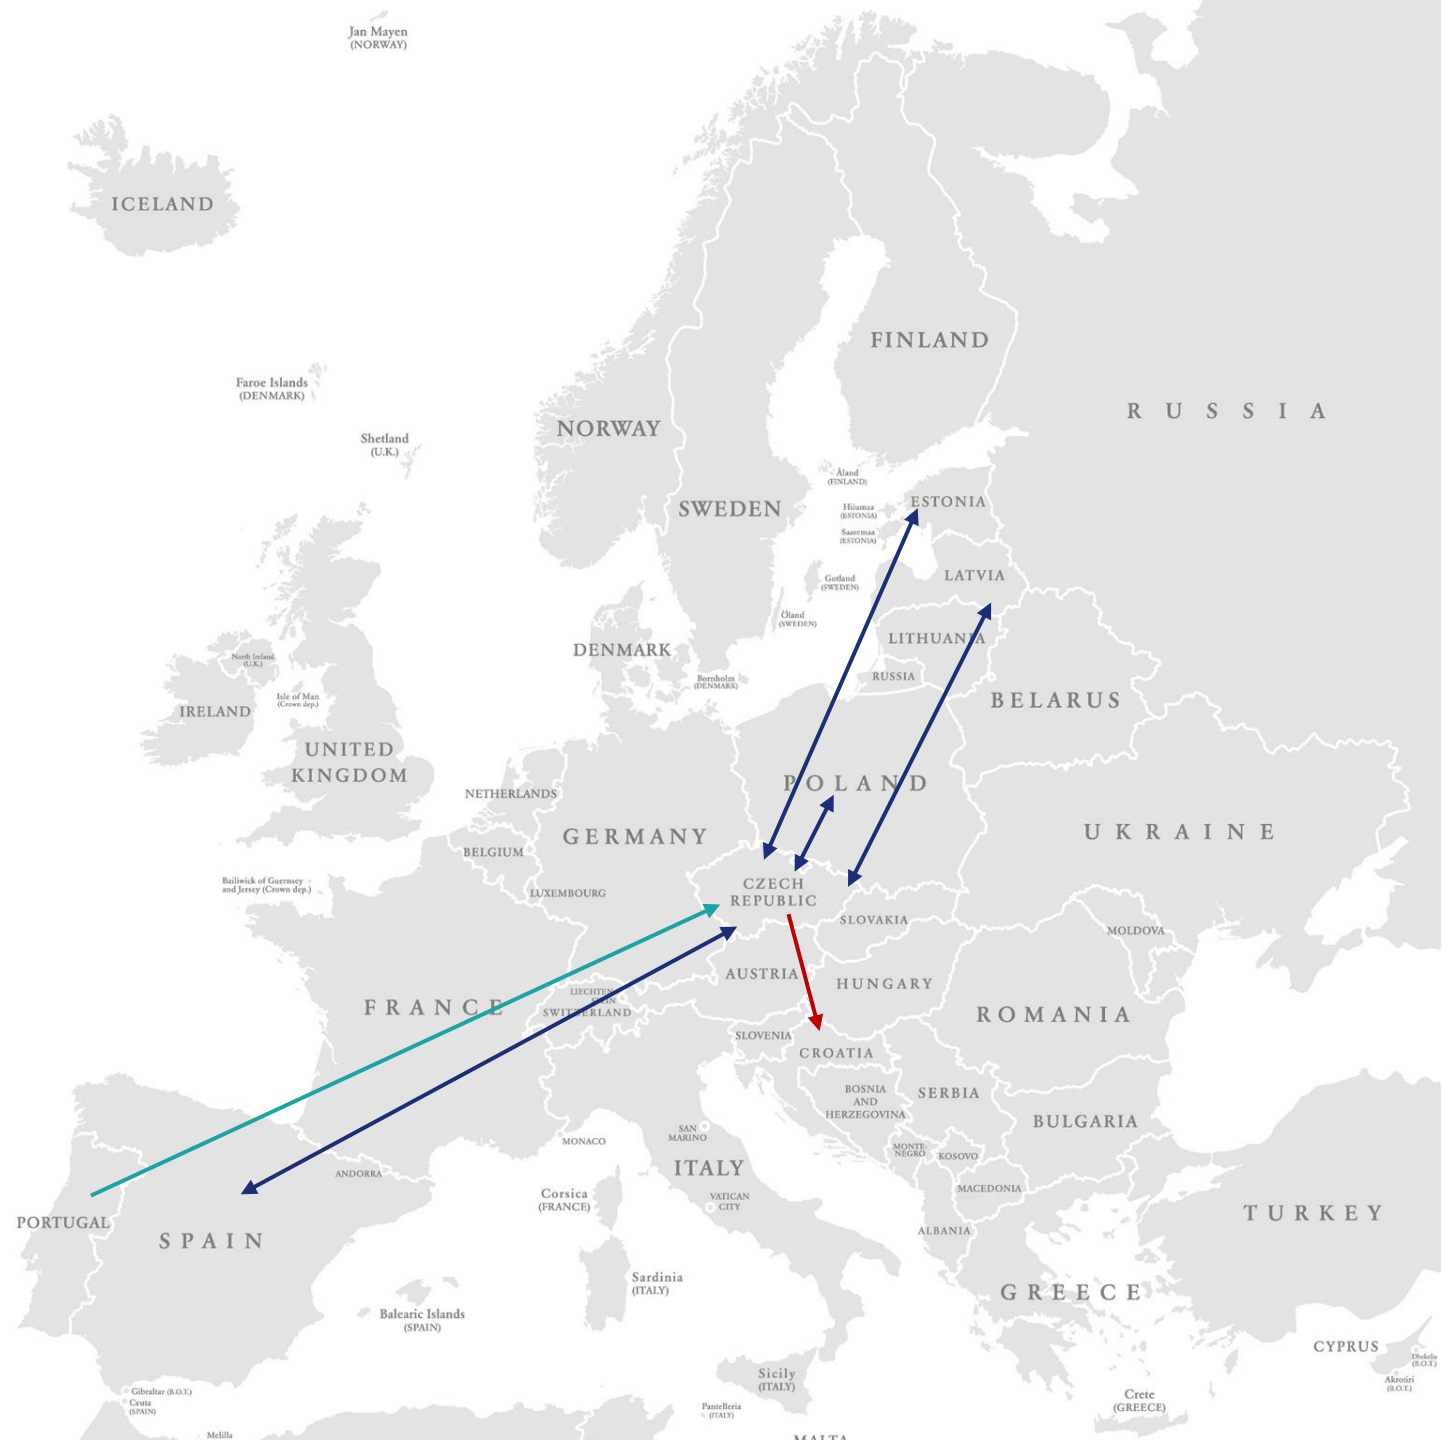 Jan Mayen
(NORWAY)
ICELAND
Faroe Islands
(DENMARK)
Shetland
(U.K.)
NORWAY
SWEDEN
FINLAND
RUSSIA
Åland
(FINLAND)
Hiiumaa
(ESTONIA)
Saaremaa
(ESTONIA)
ESTONIA
Gotland
(SWEDEN)
Öland
(SWEDEN)
LATVIA
LITHUANIA
RUSSIA
DENMARK
Bornholm
(DENMARK)
North Ireland
(U.K.)
Isle of Man
(Crown dep.)
IRELAND
UNITED
KINGDOM
BELARUS
NETHERLANDS
POLAND
GERMANY
UKRAINE
BELGIUM
LUXEMBOURG
Bailiwick of Guernsey
and Jersey (Crown dep.)
CZECH
REPUBLIC
SLOVAKIA
MOLDOVA
AUSTRIA
HUNGARY
LIECHTEN-
STEIN
SWITZERLAND
FRANCE
ROMANIA
SLOVENIA
CROATIA
BOSNIA
AND
HERZEGOVINA
SERBIA
BULGARIA
SAN
MARINO
MONACO
MONTE-
NEGRO
KOSOVO
ANDORRA
ITALY
MACEDONIA
Corsica
(FRANCE)
VATICAN
CITY
PORTUGAL
SPAIN
ALBANIA
TURKEY
Sardinia
(ITALY)
GREECE
Balearic Islands
(SPAIN)
CYPRUS
Dhekelia
(B.O.T.)
Akrotiri
(B.O.T.)
Sicily
(ITALY)
Gibraltar (B.O.T.)
Ceuta
(SPAIN)
Pantelleria
(ITALY)
Crete
(GREECE)
Melilla
MALTA